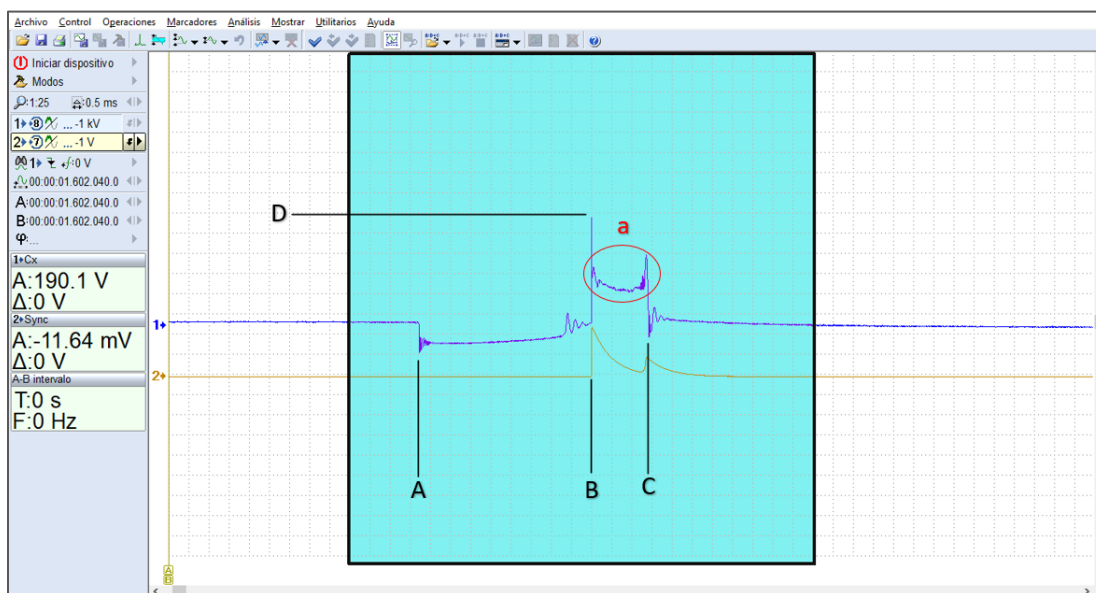 Archivo Control Operaciones Marcadores Análisis Mostrar Utilitarios Ayuda
Iniciar dispositivo
Modos
1:25 0.5 ms
1 8 ... -1 kV
2 7 ... -1 V
1 0 V
00:00:01.602.040.0
A: 00:00:01.602.040.0
B: 00:00:01.602.040.0
φ: ...
1 Cx
A:190.1 V
Δ:0 V
2 Sync
A:-11.64 mV
Δ:0 V
A-B intervalo
T:0 s
F:0 Hz
D
a
1
2
A
B
C
A
B